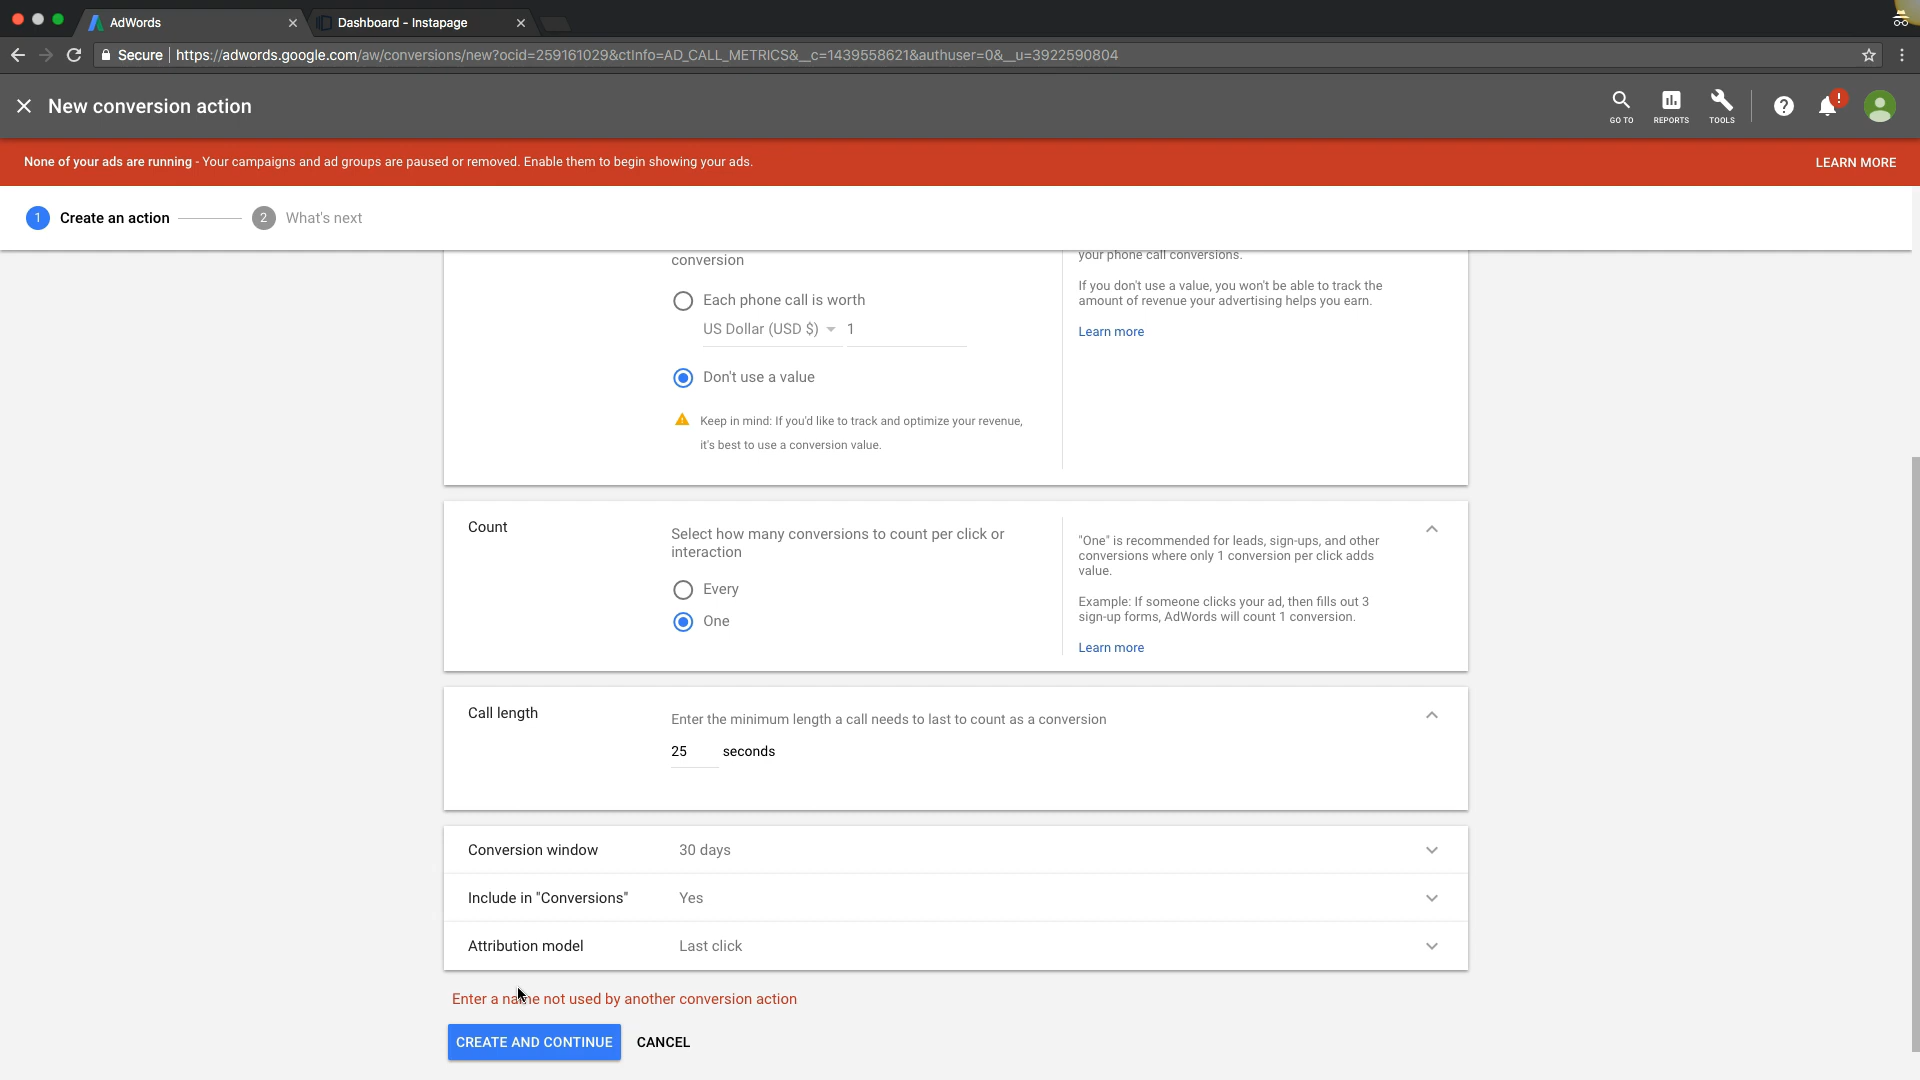 AdWords
Dashboard - Instapage
Secure
https://adwords.google.com/aw/conversions/new?ocid=259161029&ctInfo=AD_CALL_METRICS&__c=1439558621&authuser=0&__u=3922590804
New conversion action
GO TO
REPORTS
TOOLS
?
!
None of your ads are running - Your campaigns and ad groups are paused or removed. Enable them to begin showing your ads.
LEARN MORE
1
Create an action
2
What's next
conversion
your phone call conversions.
Each phone call is worth
US Dollar (USD $)
1
If you don't use a value, you won't be able to track the
amount of revenue your advertising helps you earn.
Learn more
Don't use a value
Keep in mind: If you'd like to track and optimize your revenue,
it's best to use a conversion value.
Count
Select how many conversions to count per click or
interaction
Every
One
"One" is recommended for leads, sign-ups, and other
conversions where only 1 conversion per click adds
value.
Example: If someone clicks your ad, then fills out 3
sign-up forms, AdWords will count 1 conversion.
Learn more
Call length
Enter the minimum length a call needs to last to count as a conversion
25 seconds
Conversion window
30 days
Include in "Conversions"
Yes
Attribution model
Last click
Enter a name not used by another conversion action
CREATE AND CONTINUE
CANCEL